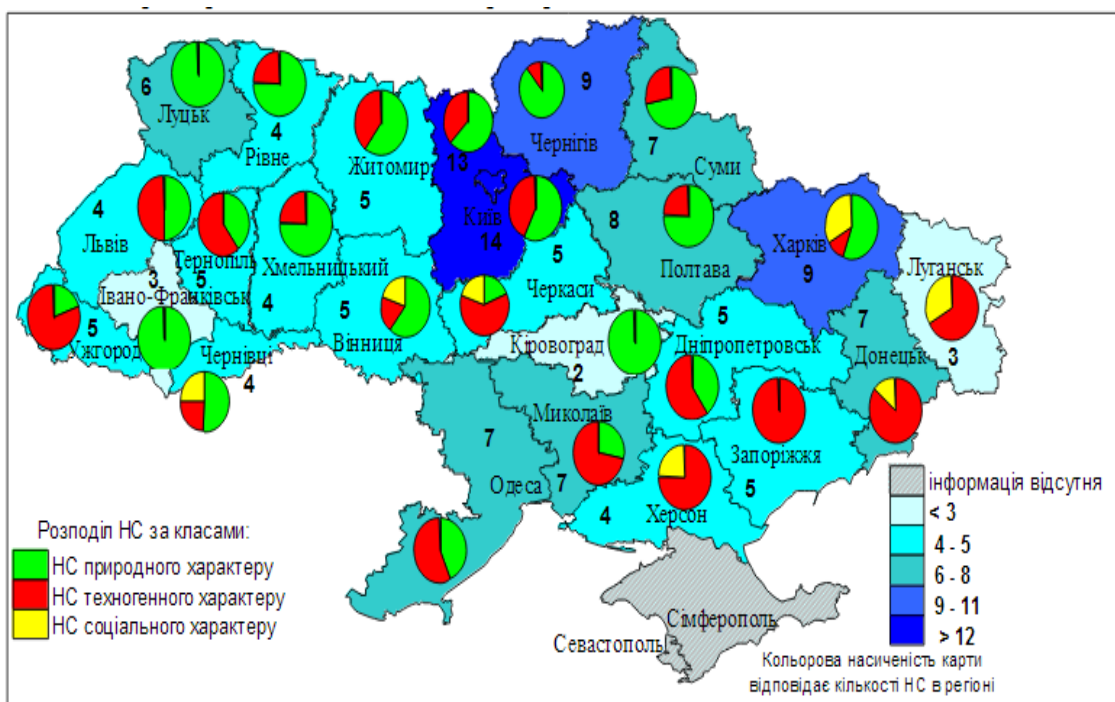 6
Луцьк
4
Рівне
Житомир
5
13
Київ
14
9
Чернігів
7
Суми
4
Львів
Тернопіль
5
Хмельницький
4
3
Івано-Франківськ
5
Ужгород
Чернівці
4
5
Вінниця
5
Черкаси
8
Полтава
Харків
9
Луганськ
3
Кіровоград
2
5
Дніпропетровськ
7
Донецьк
Миколаїв
7
7
Одеса
Запоріжжя
5
4
Херсон
Сімферополь
Севастополь
Розподіл НС за класами:
НС природного характеру
НС техногенного характеру
НС соціального характеру
інформація відсутня
< 3
4 - 5
6 - 8
9 - 11
> 12
Кольорова насиченість карти
відповідає кількості НС в регіоні